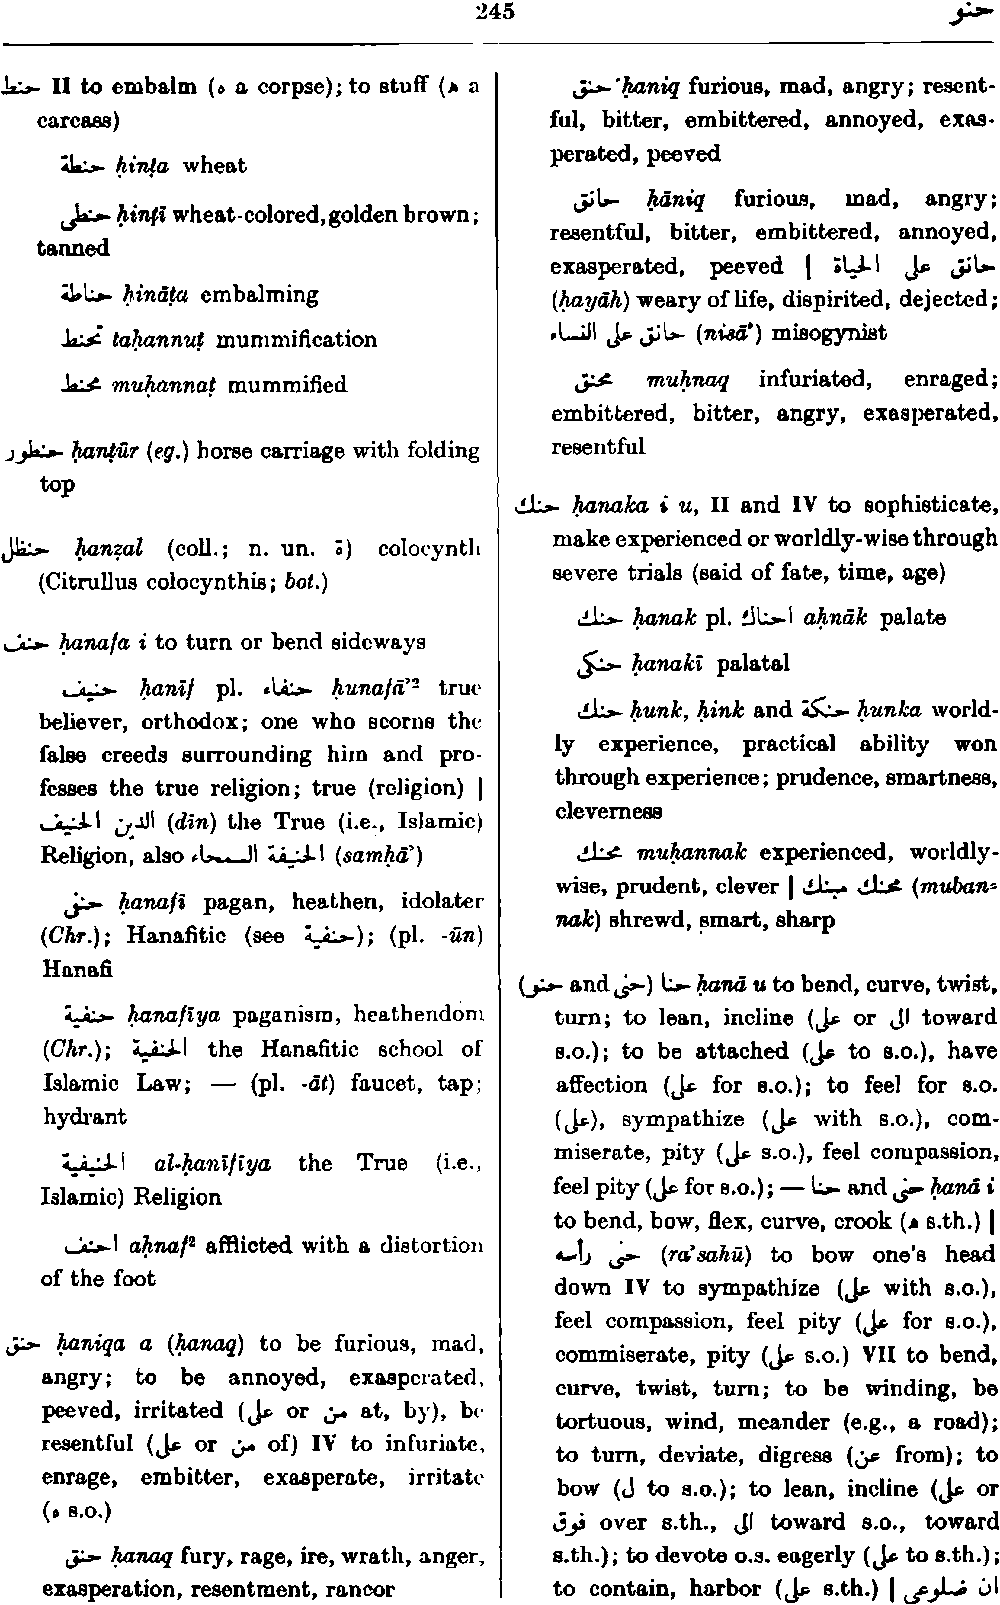 245 حنو
حنط II to embalm (ه a corpse); to stuff (ھ a
carcass)
حنطة ḥinṭa wheat
حنطى ḥinṭī wheat-colored, golden brown;
tanned
حناطة ḥināṭa embalming
تحنط taḥannuṭ mummification
محنط muḥannaṭ mummified
حنطور ḥanṭūr (eg.) horse carriage with folding
top
حنظل ḥanẓal (coll.; n. un. ة) colocynth
(Citrullus colocynthis; bot.)
حنف ḥanafa i to turn or bend sideways
حنيف ḥanīf pl. حنفاء ḥunafā’² true
believer, orthodox; one who scorns the
false creeds surrounding him and pro-
fesses the true religion; true (religion) |
الدين الحنيف (dīn) the True (i.e., Islamic)
Religion, also الحنيفة السمحاء (samḥā’)
حنفى ḥanafī pagan, heathen, idolater
(Chr.); Hanafitic (see حنفية); (pl. -ūn)
Hanafi
حنفية ḥanafīya paganism, heathendom
(Chr.); الحنفية the Hanafitic school of
Islamic Law; — (pl. -āt) faucet, tap;
hydrant
الحنيفية al-ḥanīfīya the True (i.e.,
Islamic) Religion
احنف aḥnaf² afflicted with a distortion
of the foot
حنق ḥaniqa a (ḥanaq) to be furious, mad,
angry; to be annoyed, exasperated,
peeved, irritated (على or من at, by), be
resentful (على or من of) IV to infuriate,
enrage, embitter, exasperate, irritate
(ه s.o.)
حنق ḥanaq fury, rage, ire, wrath, anger,
exasperation, resentment, rancor
حنق ḥaniq furious, mad, angry; resent-
ful, bitter, embittered, annoyed, exas-
perated, peeved
حانق ḥāniq furious, mad, angry;
resentful, bitter, embittered, annoyed,
exasperated, peeved | حانق على الحياة
(ḥayāh) weary of life, dispirited, dejected;
حانق على النساء (nisā’) misogynist
محنق muḥnaq infuriated, enraged;
embittered, bitter, angry, exasperated,
resentful
حنك ḥanaka i u, II and IV to sophisticate,
make experienced or worldly-wise through
severe trials (said of fate, time, age)
حنك ḥanak pl. احناك aḥnāk palate
حنكى ḥanakī palatal
حنك ḥunk, ḥink and حنكة ḥunka world-
ly experience, practical ability won
through experience; prudence, smartness,
cleverness
محنك muḥannak experienced, worldly-
wise, prudent, clever | محنك مبنك (muban-
nak) shrewd, smart, sharp
(حنو and حنى) حنا ḥanā u to bend, curve, twist,
turn; to lean, incline (على or الى toward
s.o.); to be attached (على to s.o.), have
affection (على for s.o.); to feel for s.o.
(على), sympathize (على with s.o.), com-
miserate, pity (على s.o.), feel compassion,
feel pity (على for s.o.); — حنا and حنى ḥanā i
to bend, bow, flex, curve, crook (ھ s.th.) |
حنى رأسه (ra’sahū) to bow one's head
down IV to sympathize (على with s.o.),
feel compassion, feel pity (على for s.o.),
commiserate, pity (على s.o.) VII to bend,
curve, twist, turn; to be winding, be
tortuous, wind, meander (e.g., a road);
to turn, deviate, digress (عن from); to
bow (ل to s.o.); to lean, incline (على or
فوق over s.th., الى toward s.o., toward
s.th.); to devote o.s. eagerly (على to s.th.);
to contain, harbor (على s.th.) | ان ضلوعى